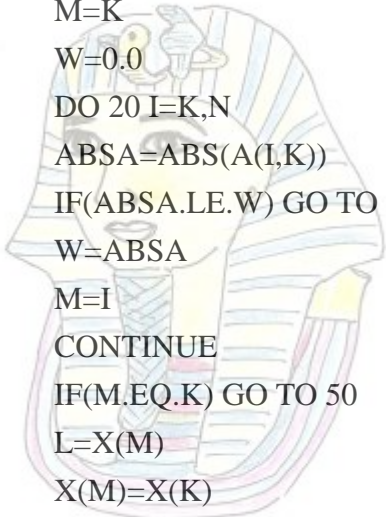 M=K
W=0.0
DO 20 I=K,N
ABSA=ABS(A(I,K))
IF(ABSA.LE.W) GO TO
W=ABSA
M=I
CONTINUE
IF(M.EQ.K) GO TO 50
L=X(M)
X(M)=X(K)